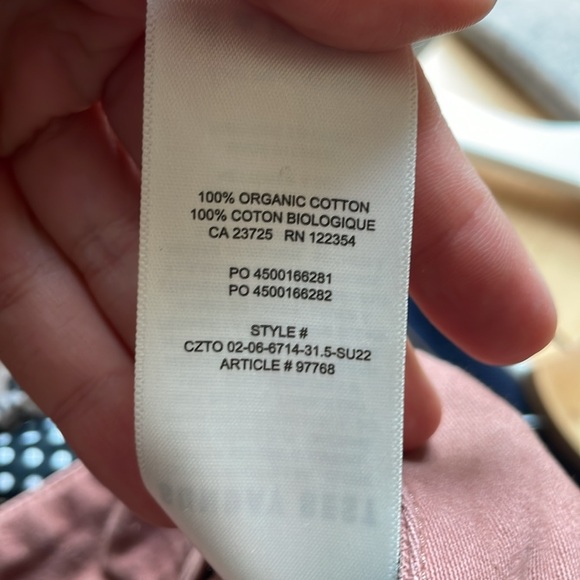 100% ORGANIC COTTON
100% COTON BIOLOGIQUE
CA 23725 RN 122354
PO 4500166281
PO 4500166282
STYLE #
CZTO 02-06-6714-31.5-SU22
ARTICLE # 97768